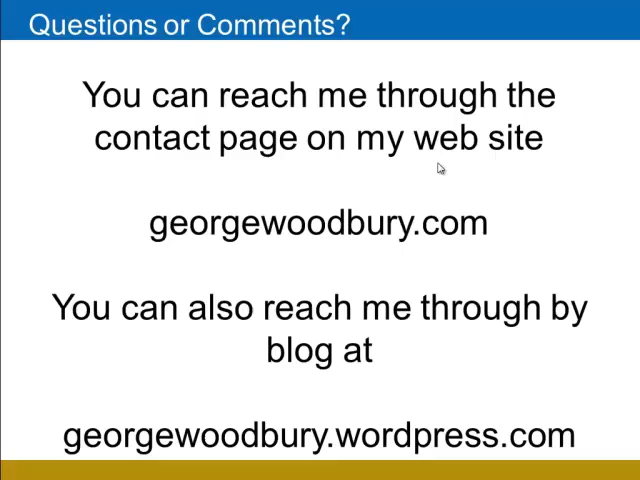 Questions or Comments?
You can reach me through the
contact page on my web site
georgewoodbury.com
You can also reach me through by
blog at
georgewoodbury.wordpress.com